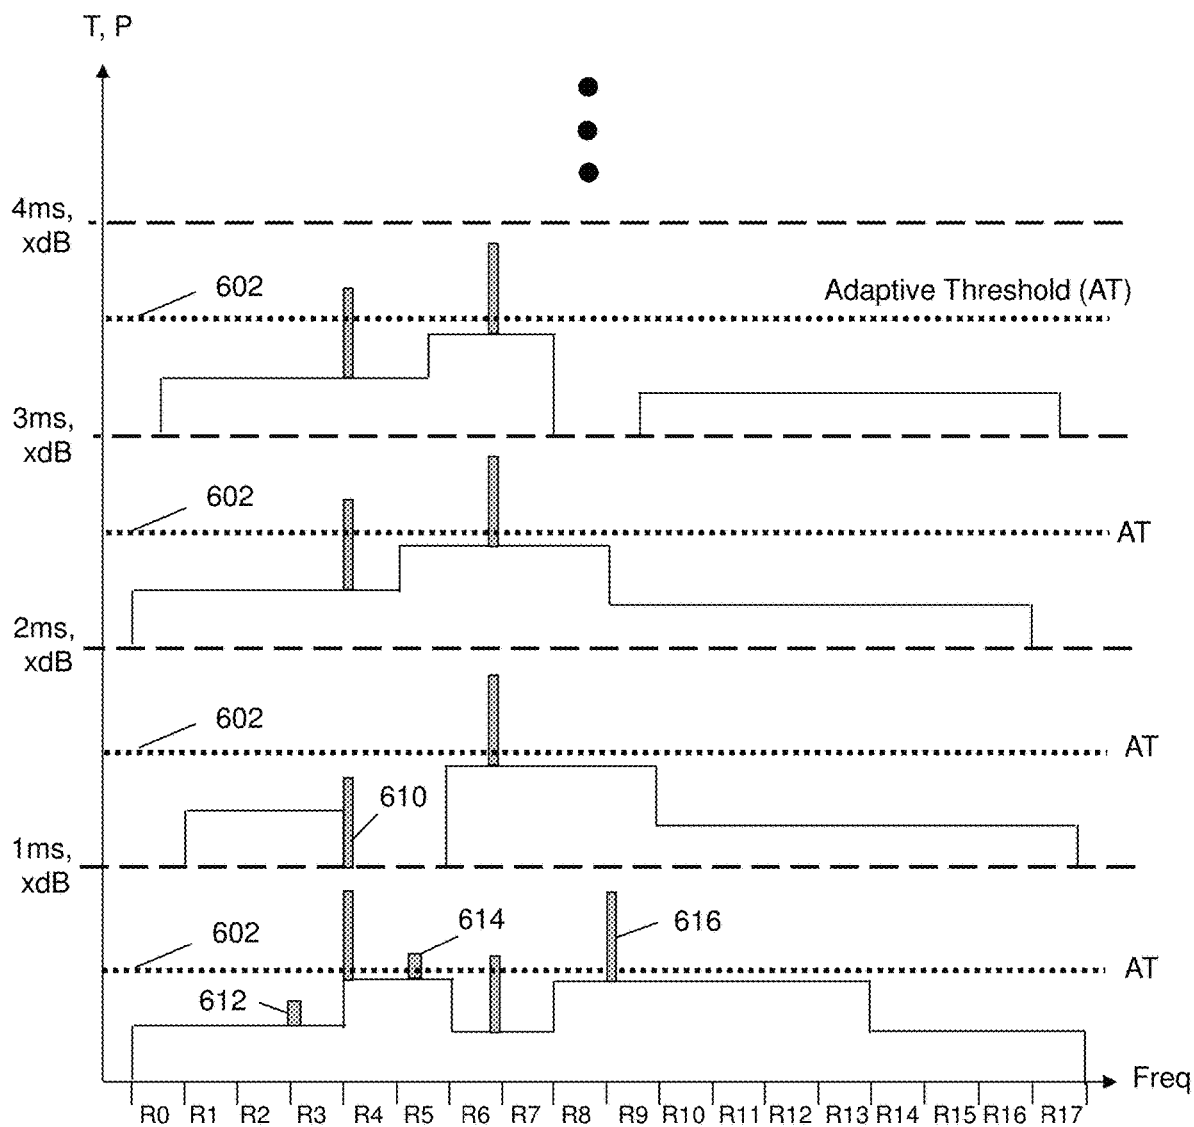 T, P
4ms,
xdB
602
Adaptive Threshold (AT)
3ms,
xdB
602
AT
2ms,
xdB
602
AT
610
1ms,
xdB
614
616
602
AT
612
Freq
R0 R1 R2 R3 R4 R5 R6 R7 R8 R9 R10 R11 R12 R13 R14 R15 R16 R17